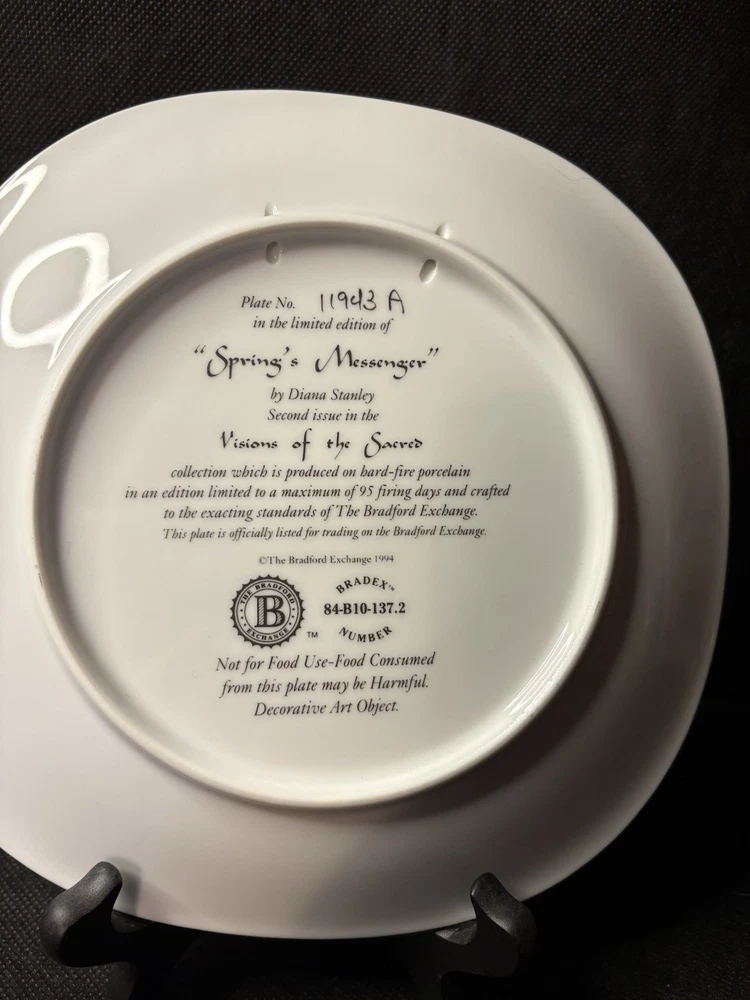 Plate No. 11943 A
in the limited edition of
"Spring's Messenger"
by Diana Stanley
Second issue in the
Visions of the Sacred
collection which is produced on hard-fire porcelain
in an edition limited to a maximum of 95 firing days and crafted
to the exacting standards of The Bradford Exchange.
This plate is officially listed for trading on the Bradford Exchange.
©The Bradford Exchange 1994
THE BRADFORD
B
EXCHANGE
TM
BRADEX™
84-B10-137.2
NUMBER
Not for Food Use-Food Consumed
from this plate may be Harmful.
Decorative Art Object.